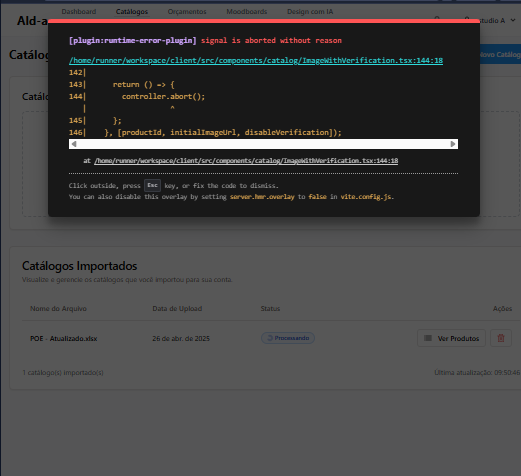 Dashboard Catálogos Orçamentos Moodboards Design com IA
[plugin:runtime-error-plugin] signal is aborted without reason
/home/runner/workspace/client/src/components/catalog/ImageWithVerification.tsx:144:18
142|
143| return () => {
144| controller.abort();
| ^
145| };
146| }, [productId, initialImageUrl, disableVerification]);
at /home/runner/workspace/client/src/components/catalog/ImageWithVerification.tsx:144:18
Click outside, press Esc key, or fix the code to dismiss.
You can also disable this overlay by setting server.hmr.overlay to false in vite.config.js.
Catálogos Importados
Visualize e gerencie os catálogos que você importou para sua conta
Nome do Arquivo Data de Upload Status Ações
POE - Atualizado.xlsx 26 de abr. de 2025 Processando Ver Produtos
1 catálogo(s) importado(s) Última atualização: 09:50:46